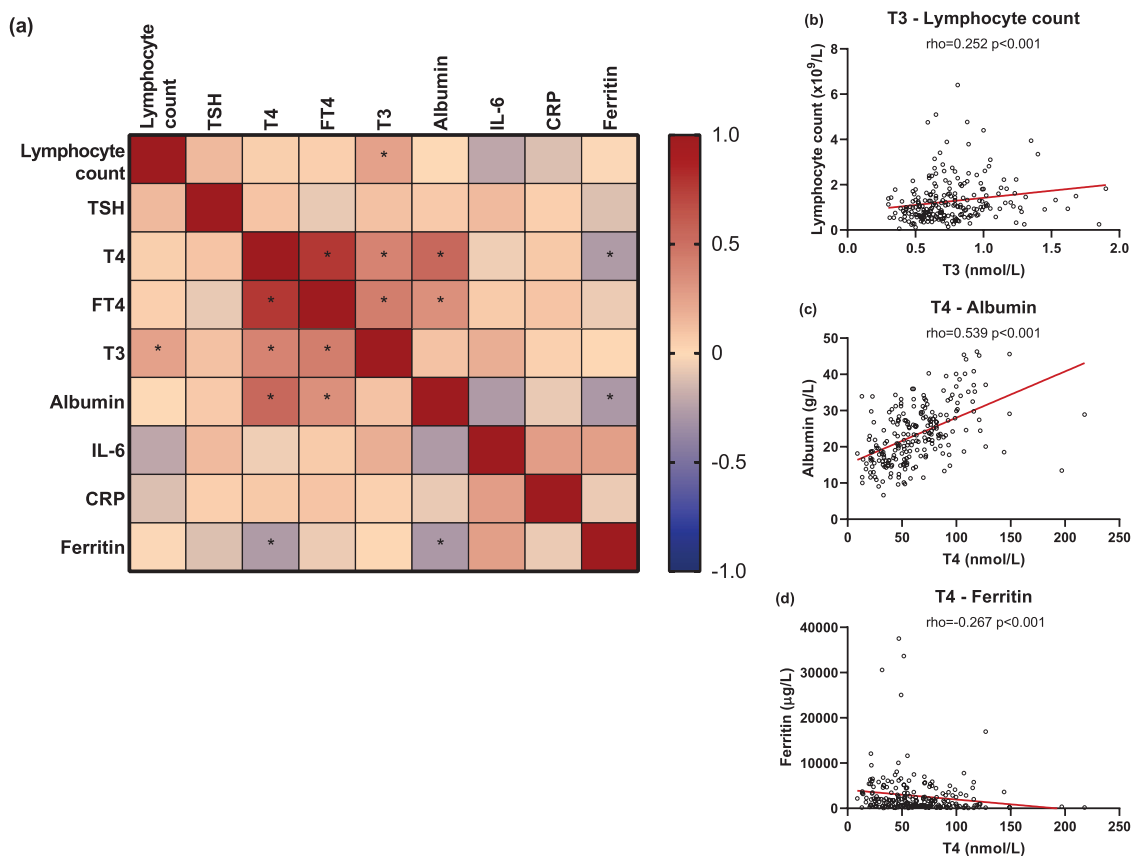 (a)
Lymphocyte
count
TSH
T4
FT4
T3
Albumin
IL-6
CRP
Ferritin
Lymphocyte
count
*
TSH
T4 * * * *
FT4 * * *
T3 * * *
Albumin * * *
IL-6
CRP
Ferritin * *
1.0
0.5
0
-0.5
-1.0
(b)
T3 - Lymphocyte count
rho=0.252 p<0.001
Lymphocyte count (x10⁹/L)
8
6
4
2
0
0.0 0.5 1.0 1.5 2.0
T3 (nmol/L)
(c)
T4 - Albumin
rho=0.539 p<0.001
Albumin (g/L)
50
40
30
20
10
0
0 50 100 150 200 250
T4 (nmol/L)
(d)
T4 - Ferritin
rho=-0.267 p<0.001
Ferritin (μg/L)
40000
30000
20000
10000
0
0 50 100 150 200 250
T4 (nmol/L)